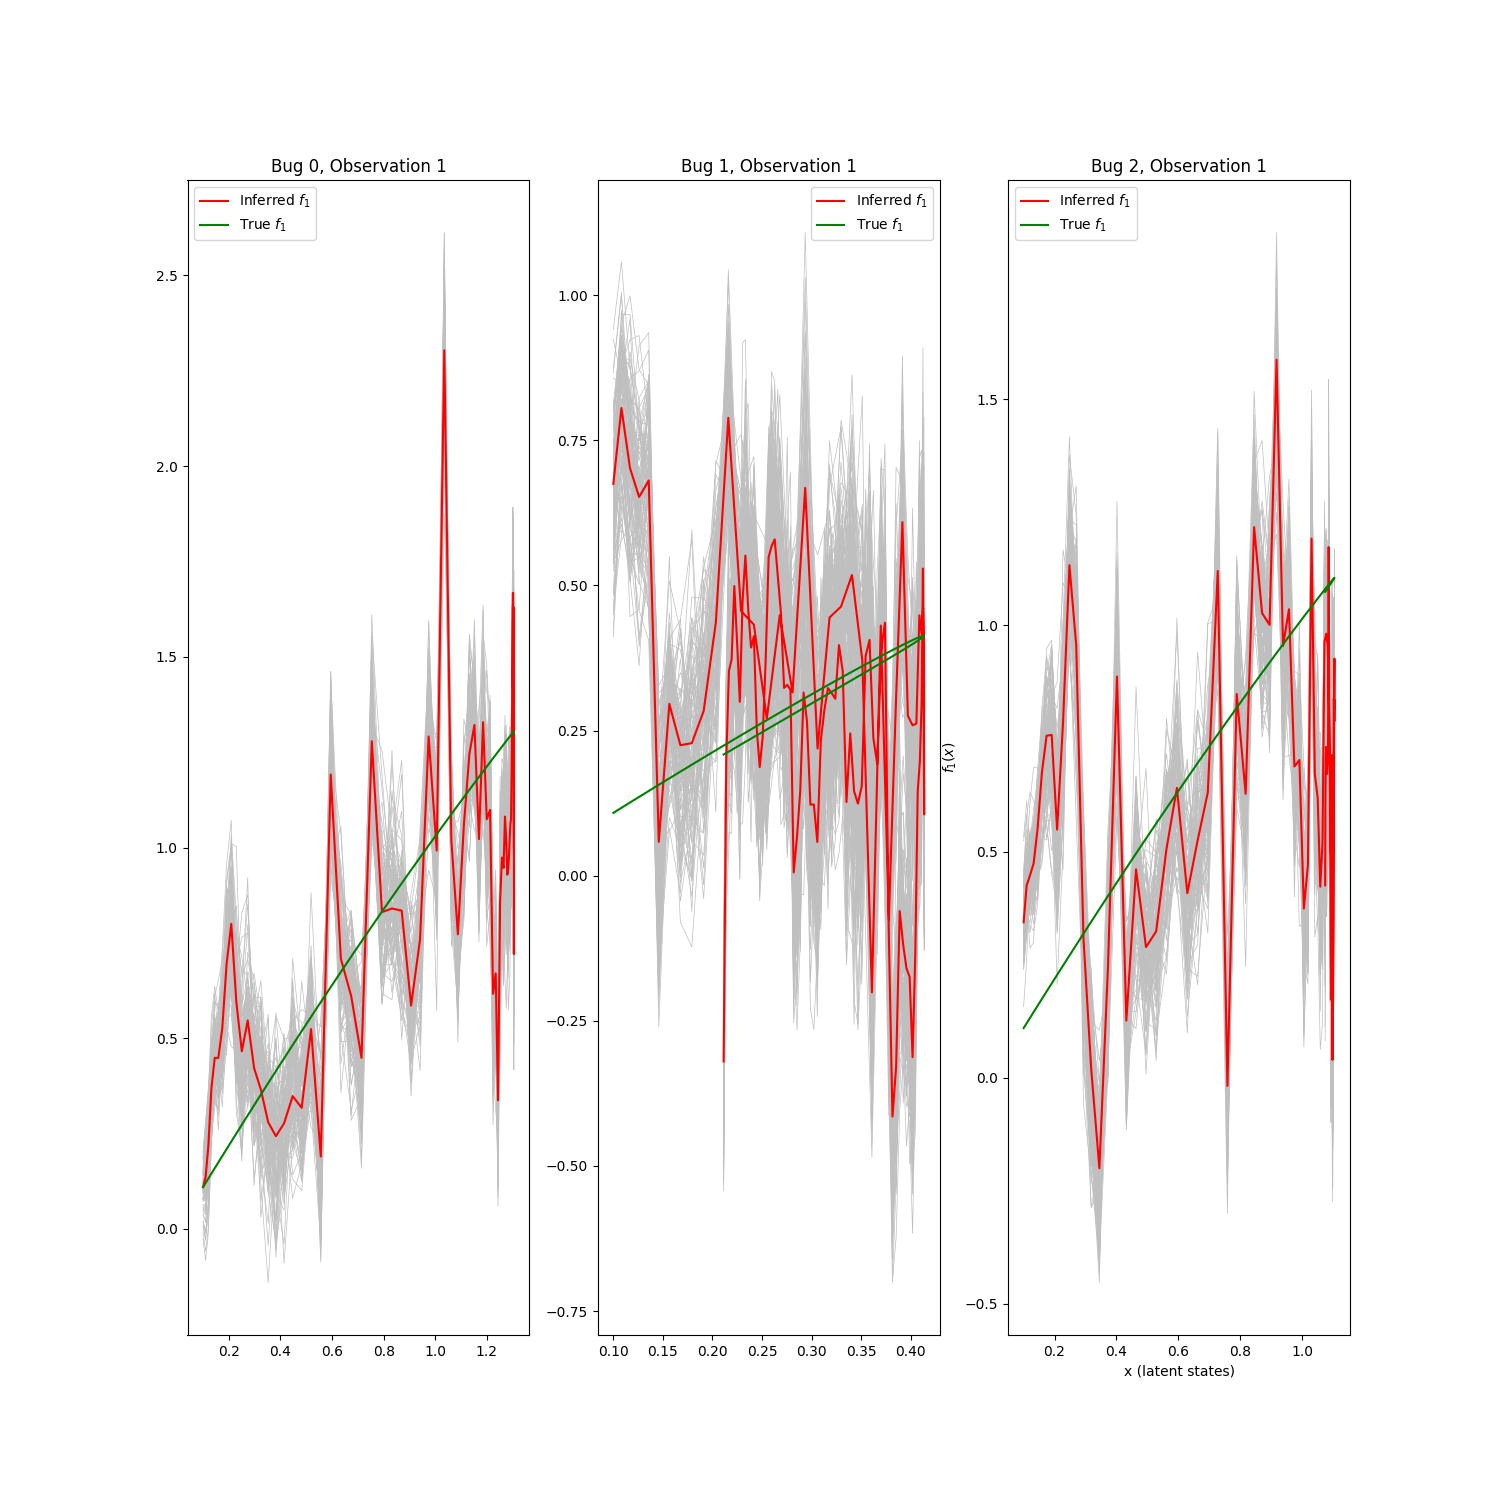 Bug 0, Observation 1
Inferred f₁
True f₁
2.5
2.0
1.5
1.0
0.5
0.0
0.2 0.4 0.6 0.8 1.0 1.2
Bug 1, Observation 1
Inferred f₁
True f₁
1.00
0.75
0.50
0.25
0.00
−0.25
−0.50
−0.75
0.10 0.15 0.20 0.25 0.30 0.35 0.40
Bug 2, Observation 1
Inferred f₁
True f₁
f₁(x)
1.5
1.0
0.5
0.0
−0.5
0.2 0.4 0.6 0.8 1.0
x (latent states)